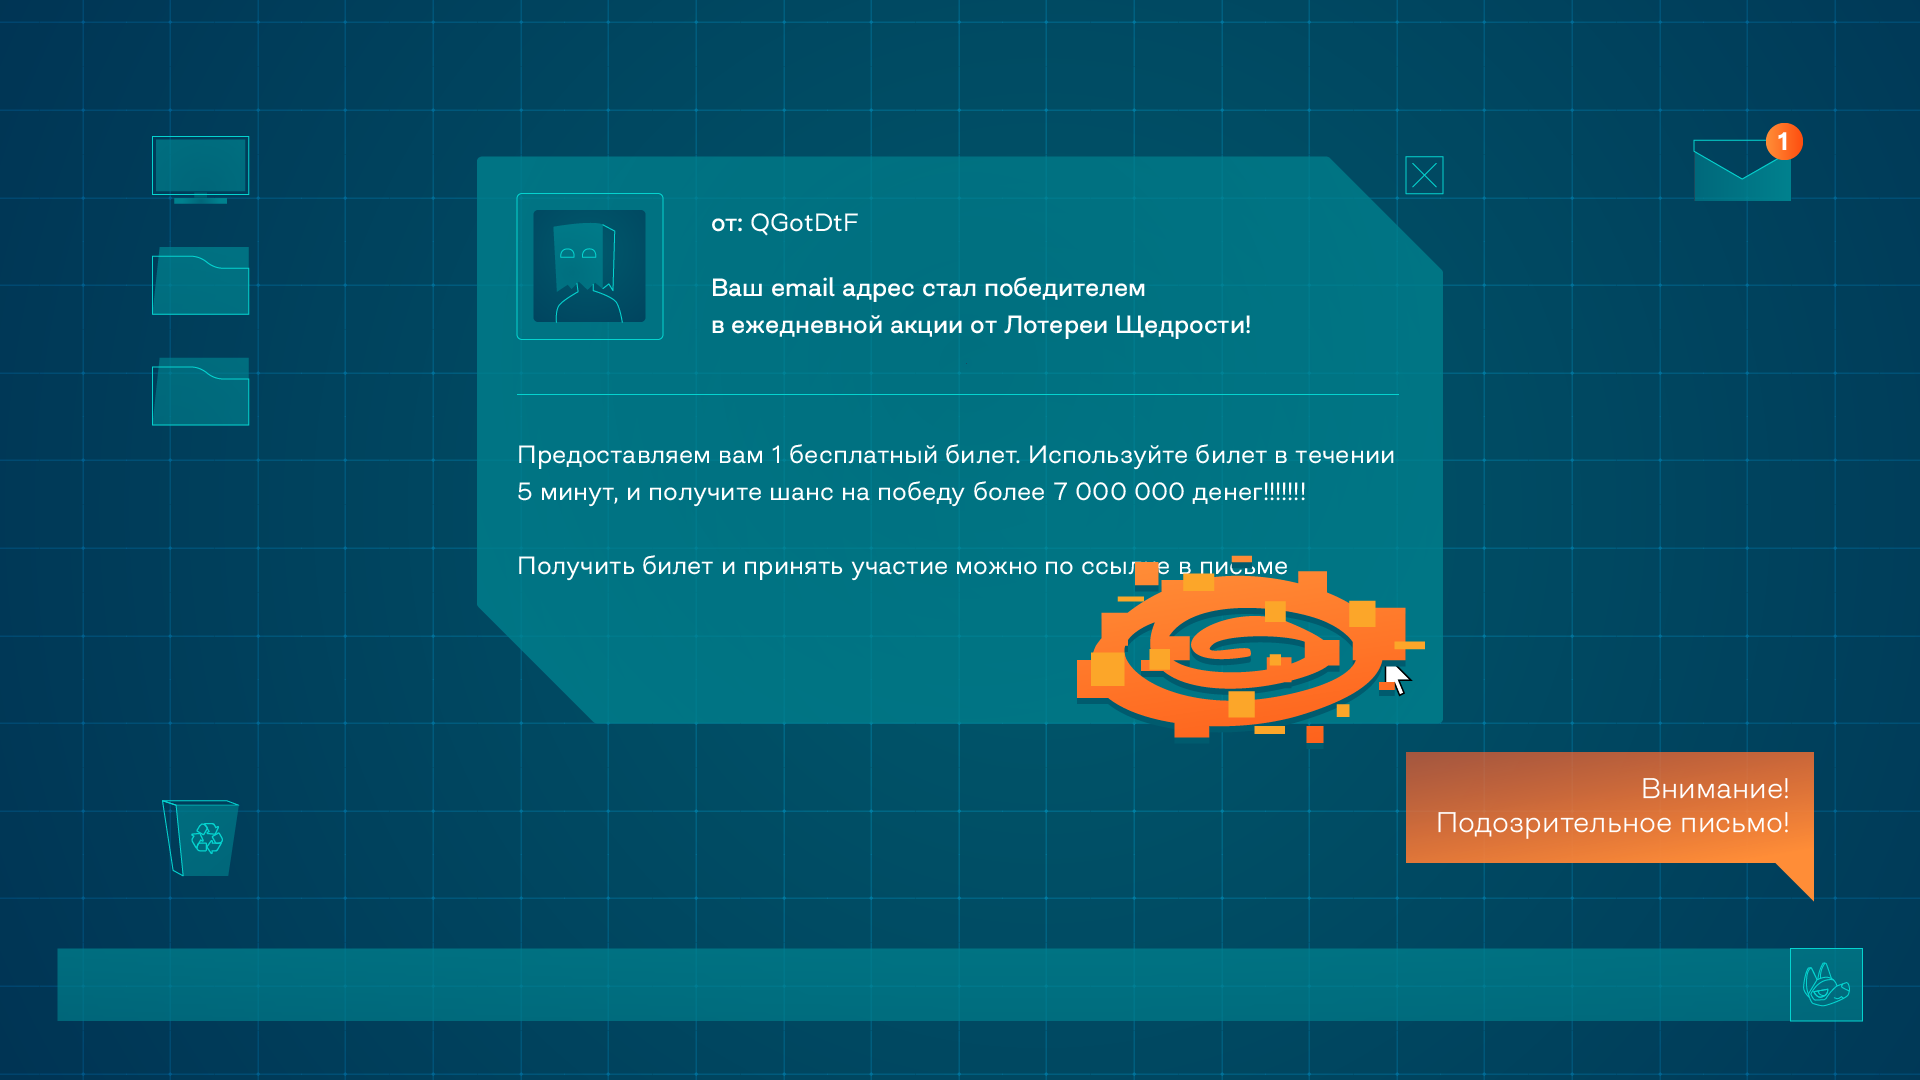 1
от: QGotDtF
Ваш email адрес стал победителем
в ежедневной акции от Лотереи Щедрости!
Предоставляем вам 1 бесплатный билет. Используйте билет в течении
5 минут, и получите шанс на победу более 7 000 000 денег!!!!!!!
Получить билет и принять участие можно по ссылке в письме
Внимание!
Подозрительное письмо!